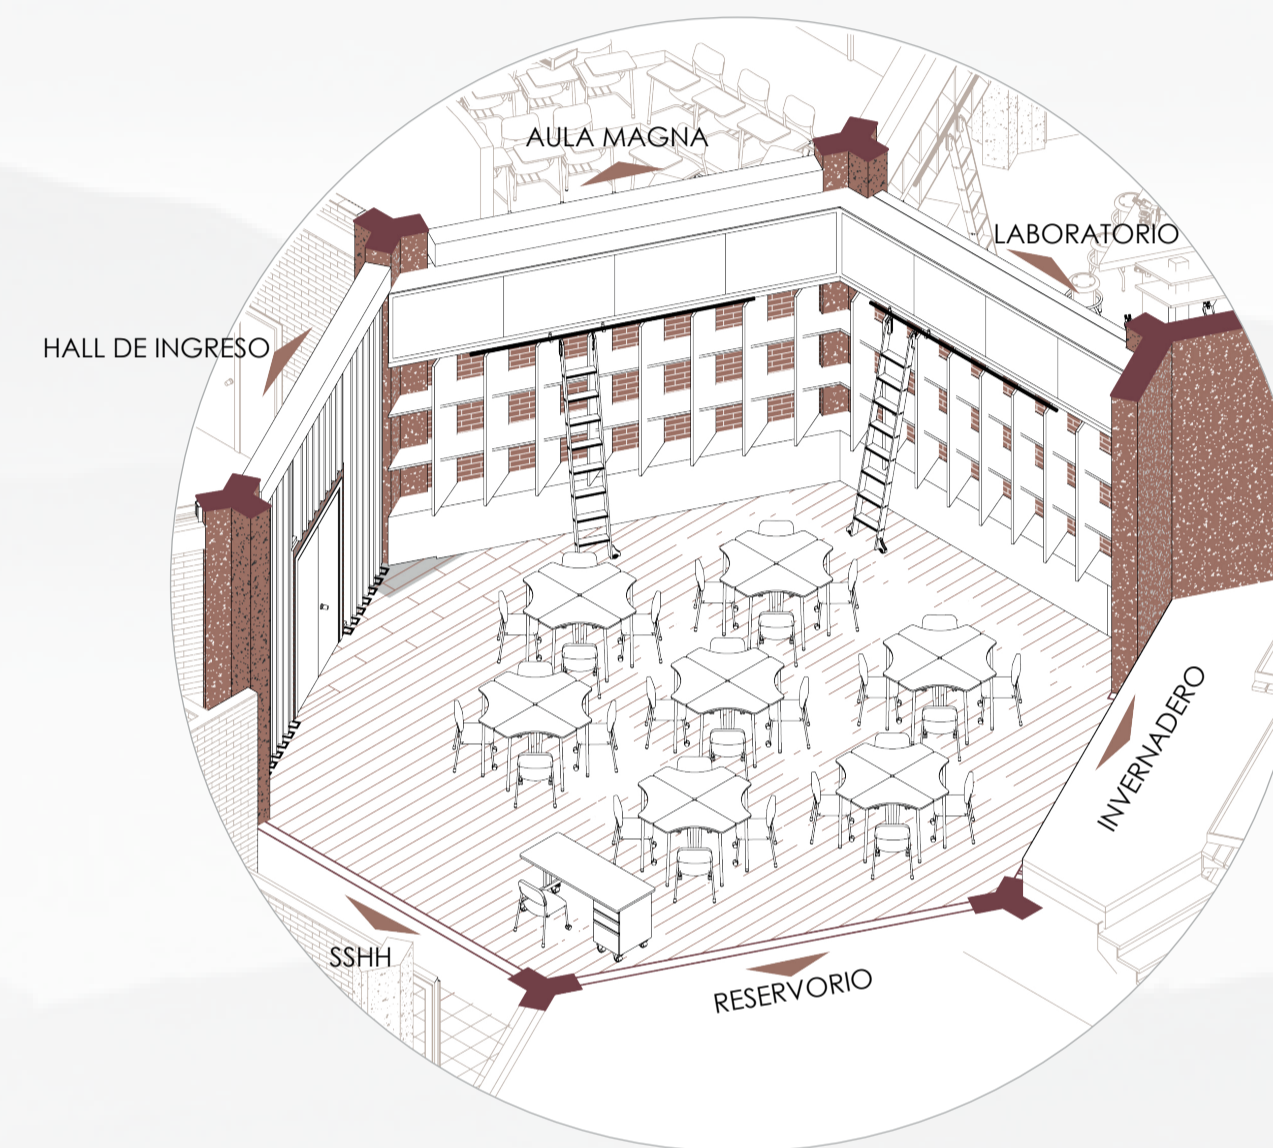 AULA MAGNA
LABORATORIO
HALL DE INGRESO
INVERNADERO
SSHH
RESERVORIO